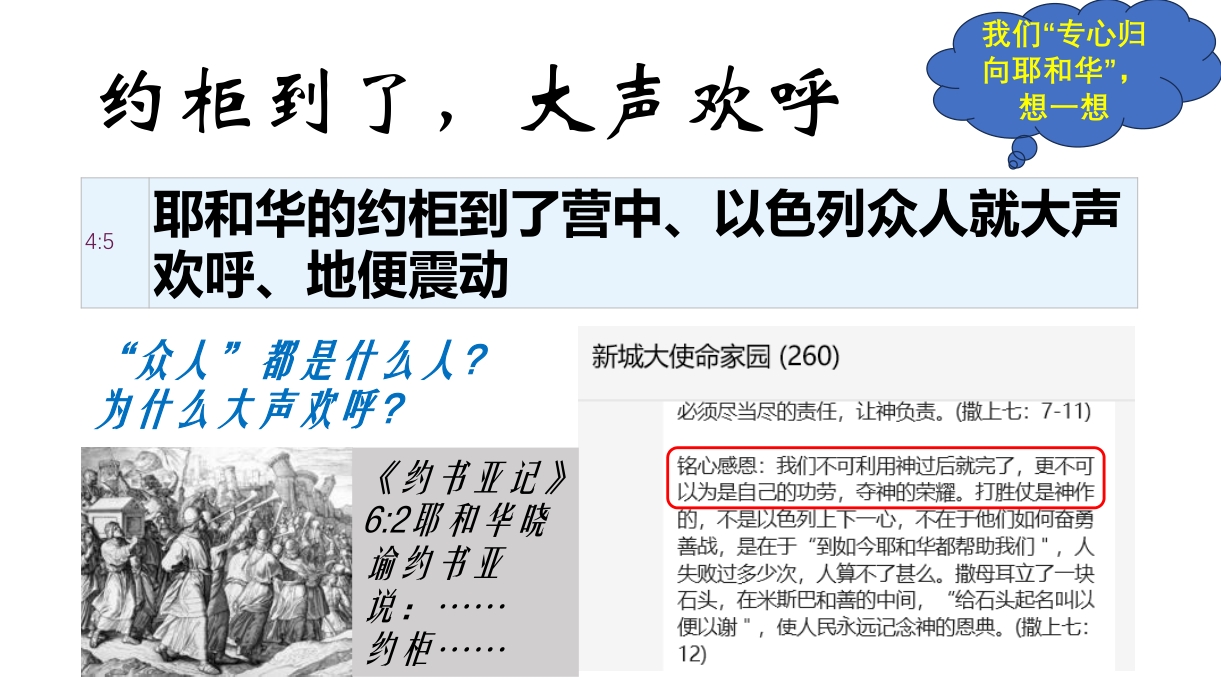 我们“专心归
向耶和华”，
想一想
约柜到了，大声欢呼
4:5
耶和华的约柜到了营中、以色列众人就大声
欢呼、地便震动
“众人”都是什么人？
为什么大声欢呼？
《约书亚记》
6:2耶和华晓
谕约书亚
说：……
约柜……
新城大使命家园 (260)
必须尽当尽的责任，让神负责。(撒上七：7-11)
铭心感恩：我们不可利用神过后就完了，更不可
以为是自己的功劳，夺神的荣耀。打胜仗是神作
的，不是以色列上下一心，不在于他们如何奋勇
善战，是在于“到如今耶和华都帮助我们＂，人
失败过多少次，人算不了甚么。撒母耳立了一块
石头，在米斯巴和善的中间，“给石头起名叫以
便以谢＂，使人民永远记念神的恩典。(撒上七：
12)